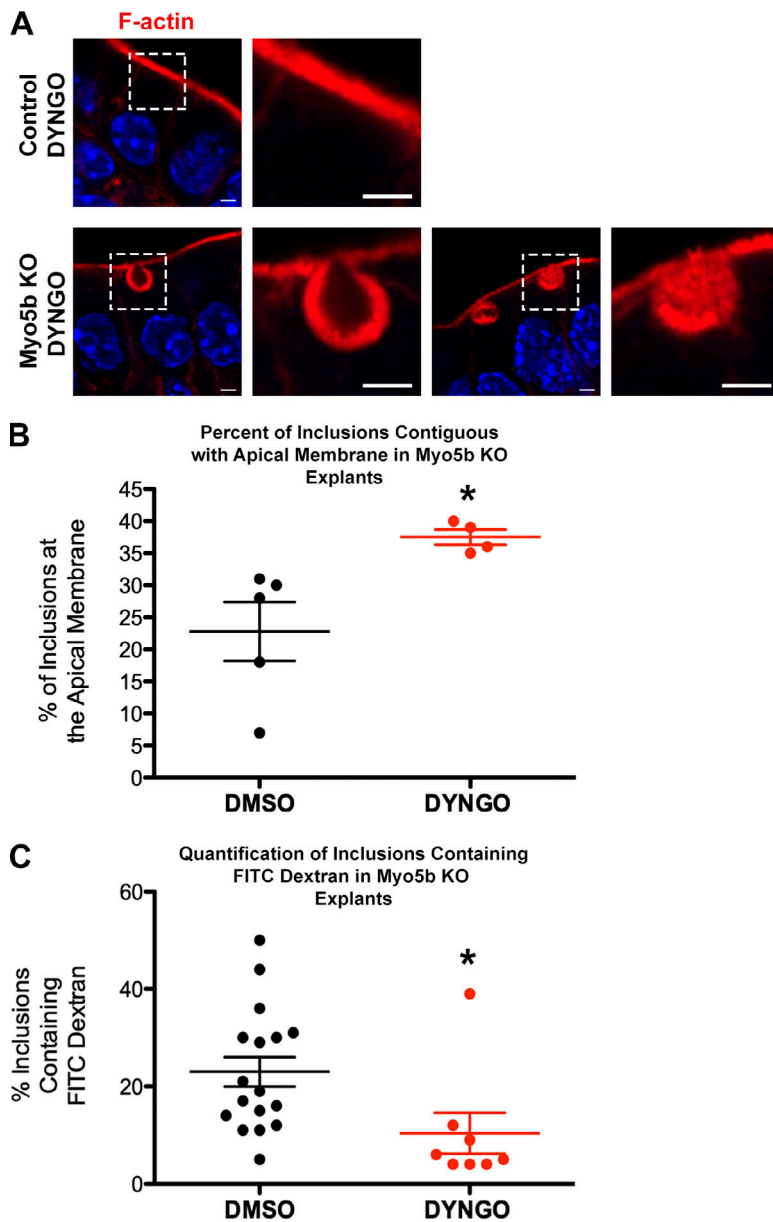 A
F-actin
Control
DYNGO
Myo5b KO
DYNGO
B
Percent of Inclusions Contiguous
with Apical Membrane in Myo5b KO
Explants
% of Inclusions at
the Apical Membrane
45
40
35
30
25
20
15
10
5
0
*
DMSO
DYNGO
C
Quantification of Inclusions Containing
FITC Dextran in Myo5b KO
Explants
% Inclusions
Containing
FITC Dextran
60
40
20
0
*
DMSO
DYNGO